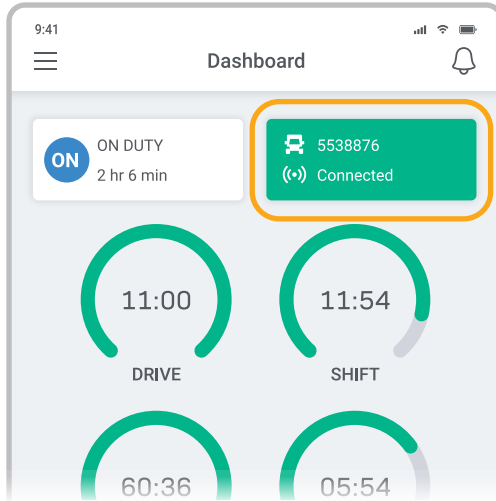 9:41
Dashboard
ON
ON DUTY
2 hr 6 min
5538876
Connected
11:00
DRIVE
11:54
SHIFT
60:36
05:54